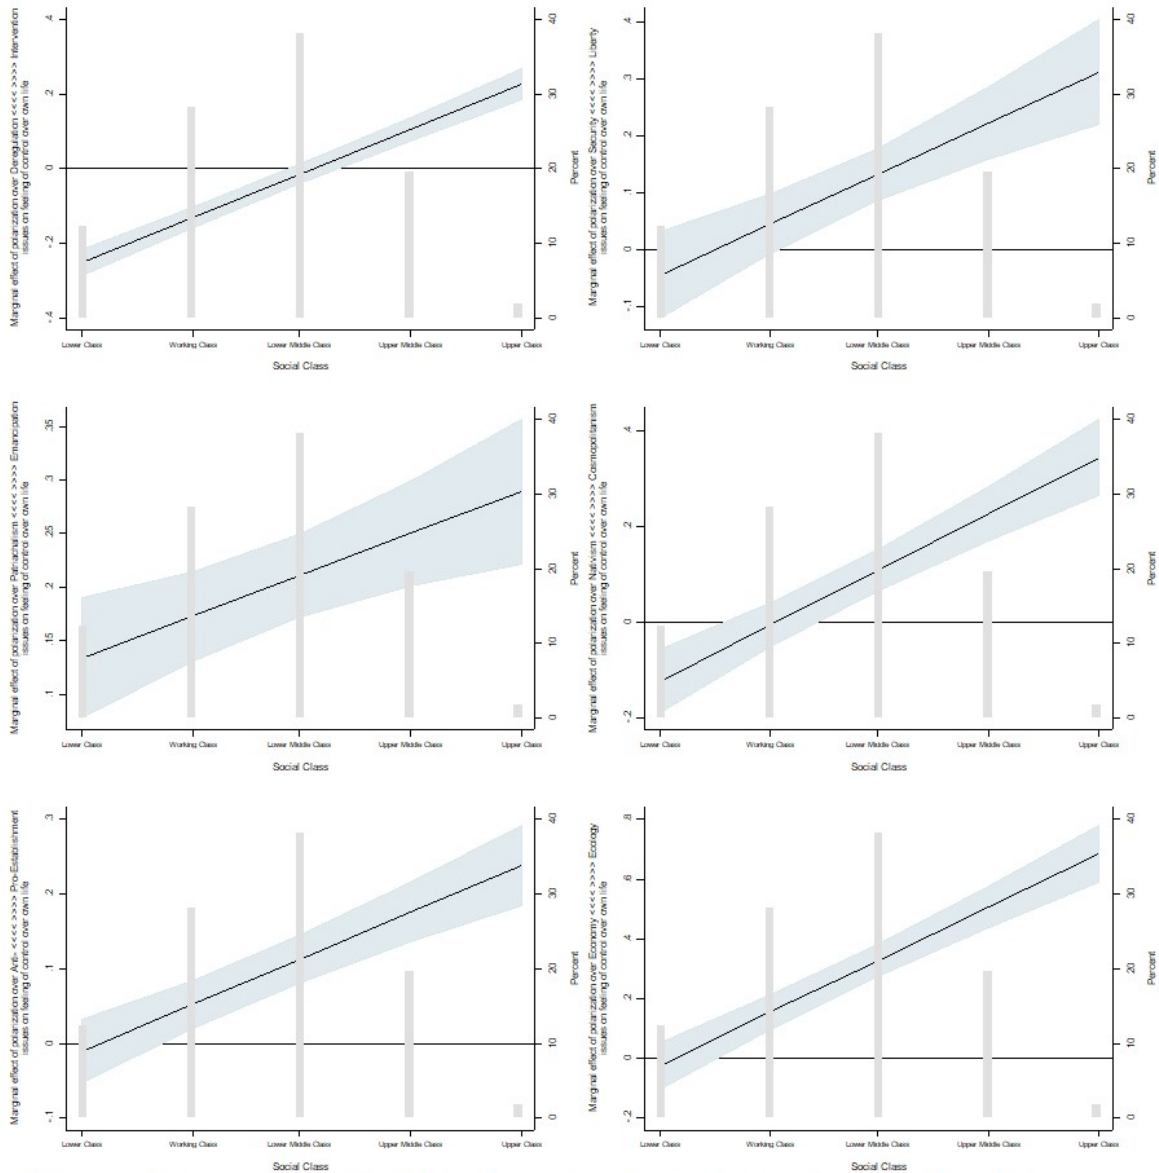 Marginal effect of polarization over Deregulation <<<< >>>> Intervention
issues on feeling of control over own life
.4
.2
0
-.2
-.4
40
30
20
10
0
Percent
Lower Class
Working Class
Lower Middle Class
Upper Middle Class
Upper Class
Social Class
Marginal effect of polarization over Security <<<< >>>> Liberty
issues on feeling of control over own life
.4
.3
.2
.1
0
-.1
40
30
20
10
0
Percent
Lower Class
Working Class
Lower Middle Class
Upper Middle Class
Upper Class
Social Class
Marginal effect of polarization over Patriarchalism <<<< >>>> Emancipation
issues on feeling of control over own life
.35
.3
.25
.2
.15
.1
40
30
20
10
0
Percent
Lower Class
Working Class
Lower Middle Class
Upper Middle Class
Upper Class
Social Class
Marginal effect of polarization over Nativism <<<< >>>> Cosmopolitanism
issues on feeling of control over own life
.4
.2
0
-.2
40
30
20
10
0
Percent
Lower Class
Working Class
Lower Middle Class
Upper Middle Class
Upper Class
Social Class
Marginal effect of polarization over Anti- <<<< >>>> Pro-Establishment
issues on feeling of control over own life
.3
.2
.1
0
-.1
40
30
20
10
0
Percent
Lower Class
Working Class
Lower Middle Class
Upper Middle Class
Upper Class
Social Class
Marginal effect of polarization over Economy <<<< >>>> Ecology
issues on feeling of control over own life
.8
.6
.4
.2
0
-.2
40
30
20
10
0
Percent
Lower Class
Working Class
Lower Middle Class
Upper Middle Class
Upper Class
Social Class